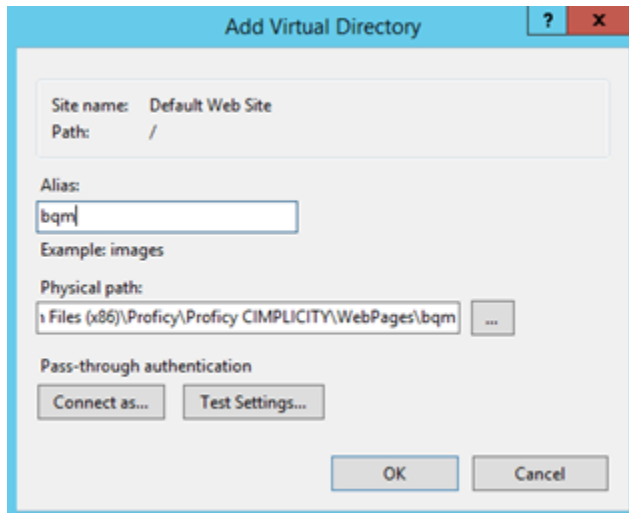 Add Virtual Directory
? x
Site name: Default Web Site
Path: /
Alias:
bqm
Example: images
Physical path:
Files (x86)\Proficy\Proficy CIMPLICITY\WebPages\bqm
...
Pass-through authentication
Connect as... Test Settings...
OK Cancel